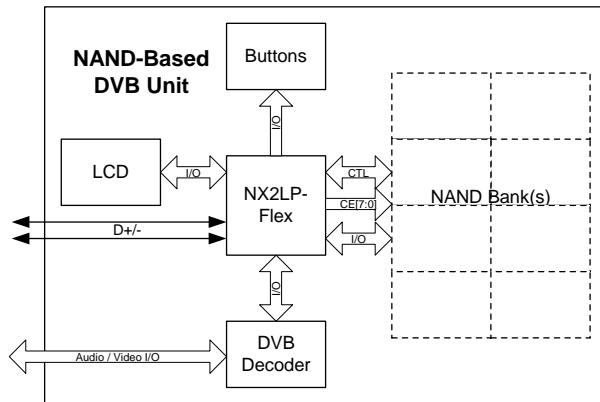 NAND-Based
DVB Unit
Buttons
I/O
LCD
I/O
NX2LP-
Flex
CTL
CE[7:0]
I/O
NAND Bank(s)
D+/-
I/O
DVB
Decoder
Audio / Video I/O